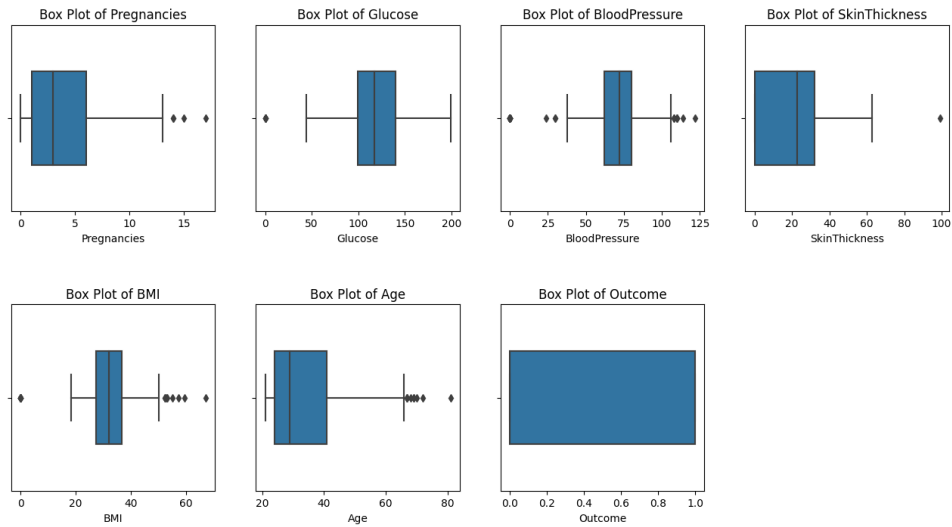 Box Plot of Pregnancies
0 5 10 15
Pregnancies
Box Plot of Glucose
0 50 100 150 200
Glucose
Box Plot of BloodPressure
0 25 50 75 100 125
BloodPressure
Box Plot of SkinThickness
0 20 40 60 80 100
SkinThickness
Box Plot of BMI
0 20 40 60
BMI
Box Plot of Age
20 40 60 80
Age
Box Plot of Outcome
0.0 0.2 0.4 0.6 0.8 1.0
Outcome